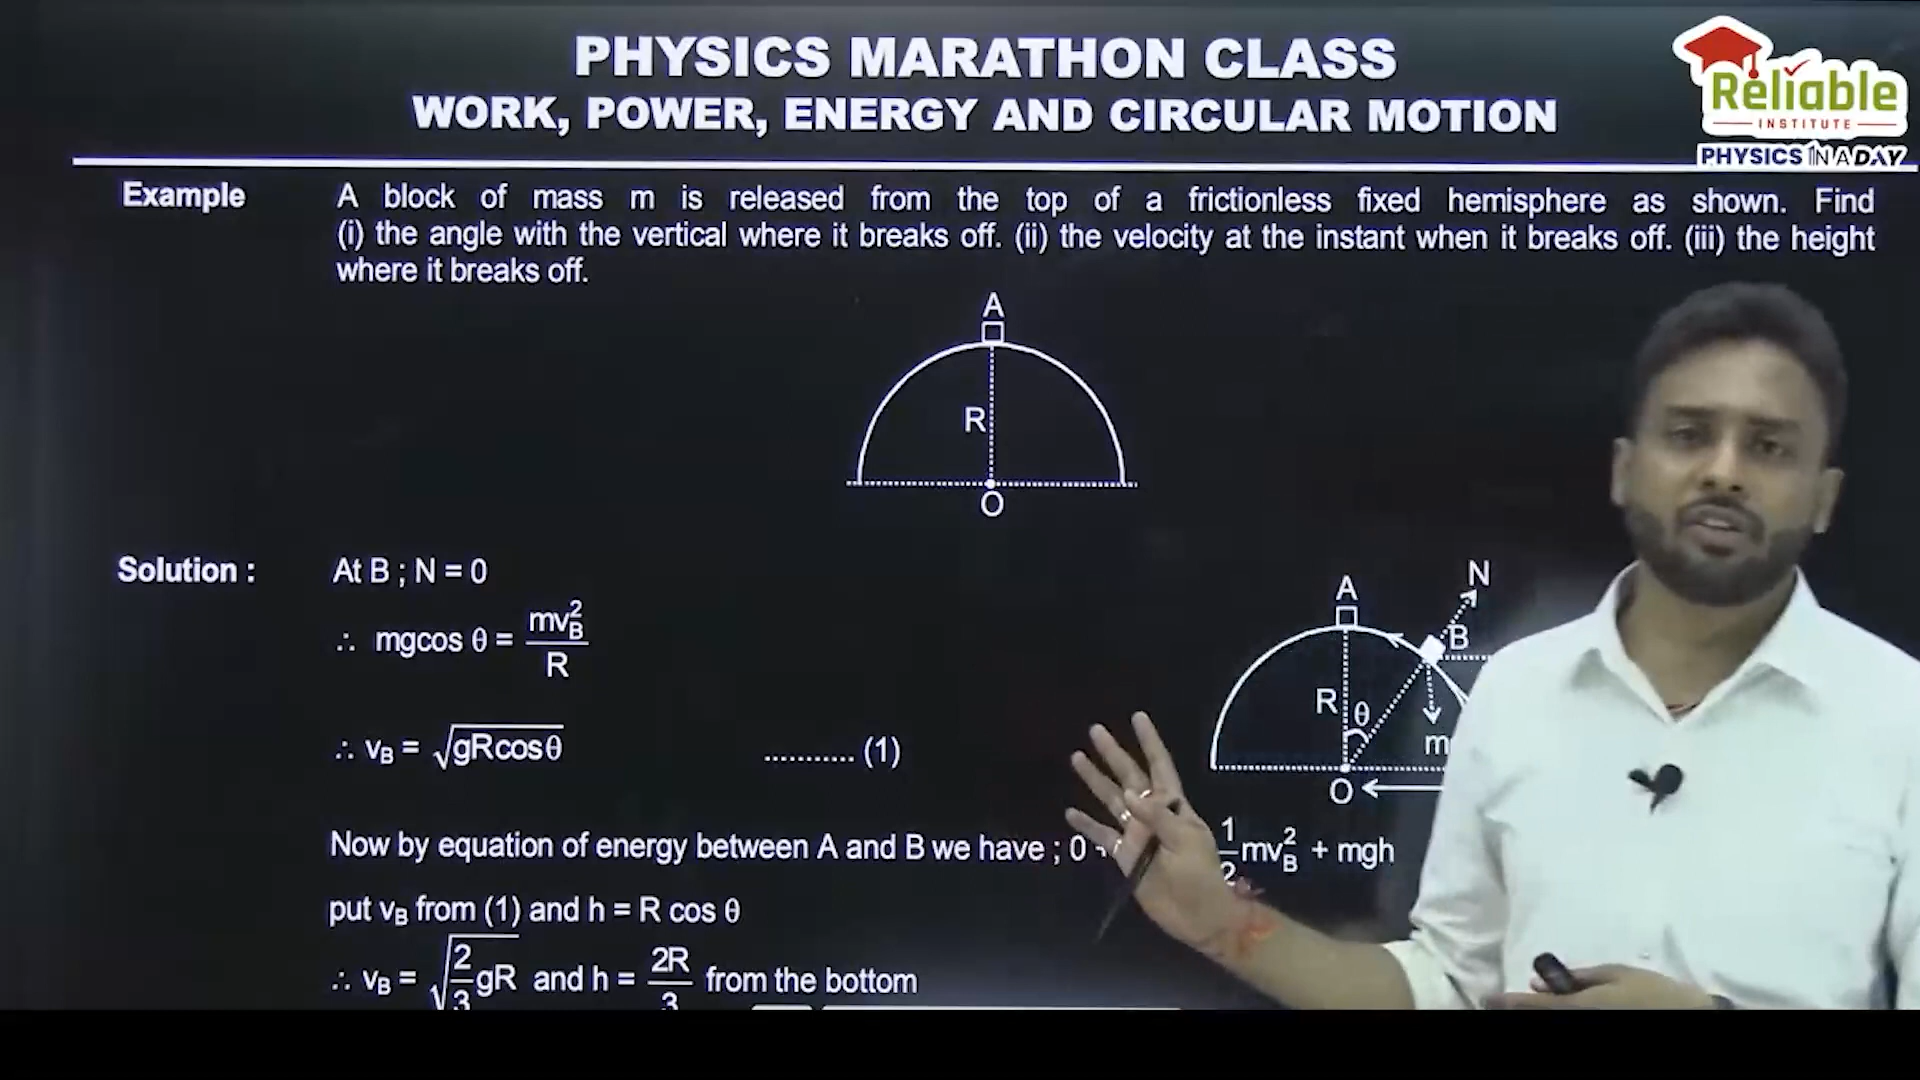 PHYSICS MARATHON CLASS
WORK, POWER, ENERGY AND CIRCULAR MOTION
Reliable
INSTITUTE
PHYSICS IN A DAY
Example A block of mass m is released from the top of a frictionless fixed hemisphere as shown. Find
(i) the angle with the vertical where it breaks off. (ii) the velocity at the instant when it breaks off. (iii) the height
where it breaks off.
A
R
O
Solution : At B ; N = 0
∴ mgcos θ = mv_B²/R
N
A
B
R θ
m
O
∴ v_B = √(gRcosθ) .......... (1)
Now by equation of energy between A and B we have ; 0 + 1/2 mv_B² + mgh
put v_B from (1) and h = R cos θ
∴ v_B = √(2/3 gR) and h = 2R/3 from the bottom